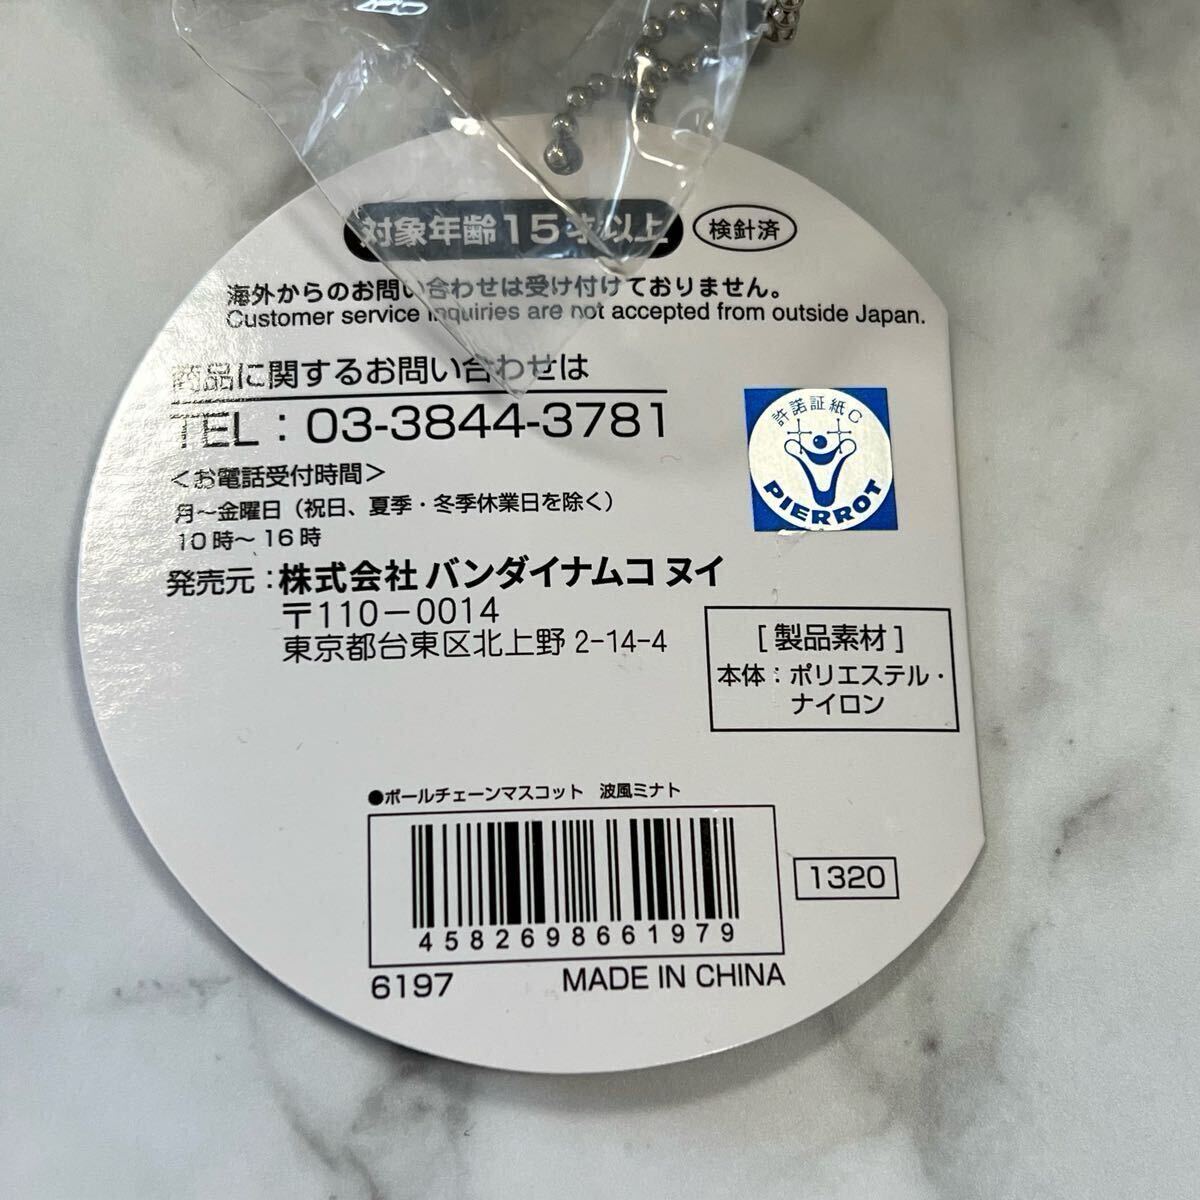 対象年齢15才以上
検針済
海外からのお問い合わせは受け付けておりません。
Customer service inquiries are not accepted from outside Japan.
商品に関するお問い合わせは
TEL：03-3844-3781
＜お電話受付時間＞
月～金曜日（祝日、夏季・冬季休業日を除く）
10時～16時
許諾証紙C
PIERROT
発売元：株式会社 バンダイナムコ ヌイ
〒110－0014
東京都台東区北上野 2-14-4
[ 製品素材 ]
本体：ポリエステル・
ナイロン
●ボールチェーンマスコット　波風ミナト
4582698661979
1320
6197
MADE IN CHINA